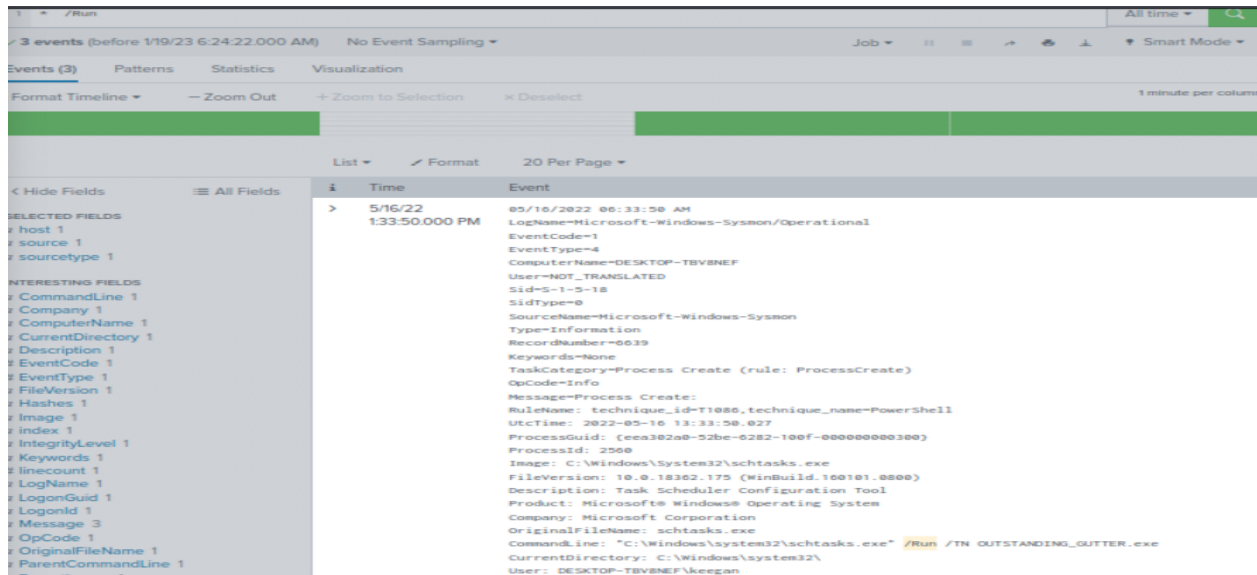 1 * /Run
All time
3 events (before 1/19/23 6:24:22.000 AM) No Event Sampling
Job
Smart Mode
Events (3) Patterns Statistics Visualization
Format Timeline — Zoom Out + Zoom to Selection × Deselect
1 minute per column
List Format 20 Per Page
< Hide Fields All Fields
i Time Event
SELECTED FIELDS
host 1
source 1
sourcetype 1
INTERESTING FIELDS
CommandLine 1
Company 1
ComputerName 1
CurrentDirectory 1
Description 1
# EventCode 1
# EventType 1
FileVersion 1
Hashes 1
Image 1
index 1
IntegrityLevel 1
Keywords 1
# linecount 1
LogName 1
LogonGuid 1
LogonId 1
Message 3
OpCode 1
OriginalFileName 1
ParentCommandLine 1
> 5/16/22
1:33:50.000 PM
05/16/2022 06:33:50 AM
LogName=Microsoft-Windows-Sysmon/Operational
EventCode=1
EventType=4
ComputerName=DESKTOP-TBV8NEF
User=NOT_TRANSLATED
Sid=S-1-5-18
SidType=0
SourceName=Microsoft-Windows-Sysmon
Type=Information
RecordNumber=6639
Keywords=None
TaskCategory=Process Create (rule: ProcessCreate)
OpCode=Info
Message=Process Create:
RuleName: technique_id=T1086,technique_name=PowerShell
UtcTime: 2022-05-16 13:33:50.027
ProcessGuid: {eea302a0-52be-6282-100f-000000000300}
ProcessId: 2560
Image: C:\Windows\System32\schtasks.exe
FileVersion: 10.0.18362.175 (WinBuild.160101.0800)
Description: Task Scheduler Configuration Tool
Product: Microsoft® Windows® Operating System
Company: Microsoft Corporation
OriginalFileName: schtasks.exe
CommandLine: "C:\Windows\system32\schtasks.exe" /Run /TN OUTSTANDING_GUTTER.exe
CurrentDirectory: C:\Windows\system32\
User: DESKTOP-TBV8NEF\keegan